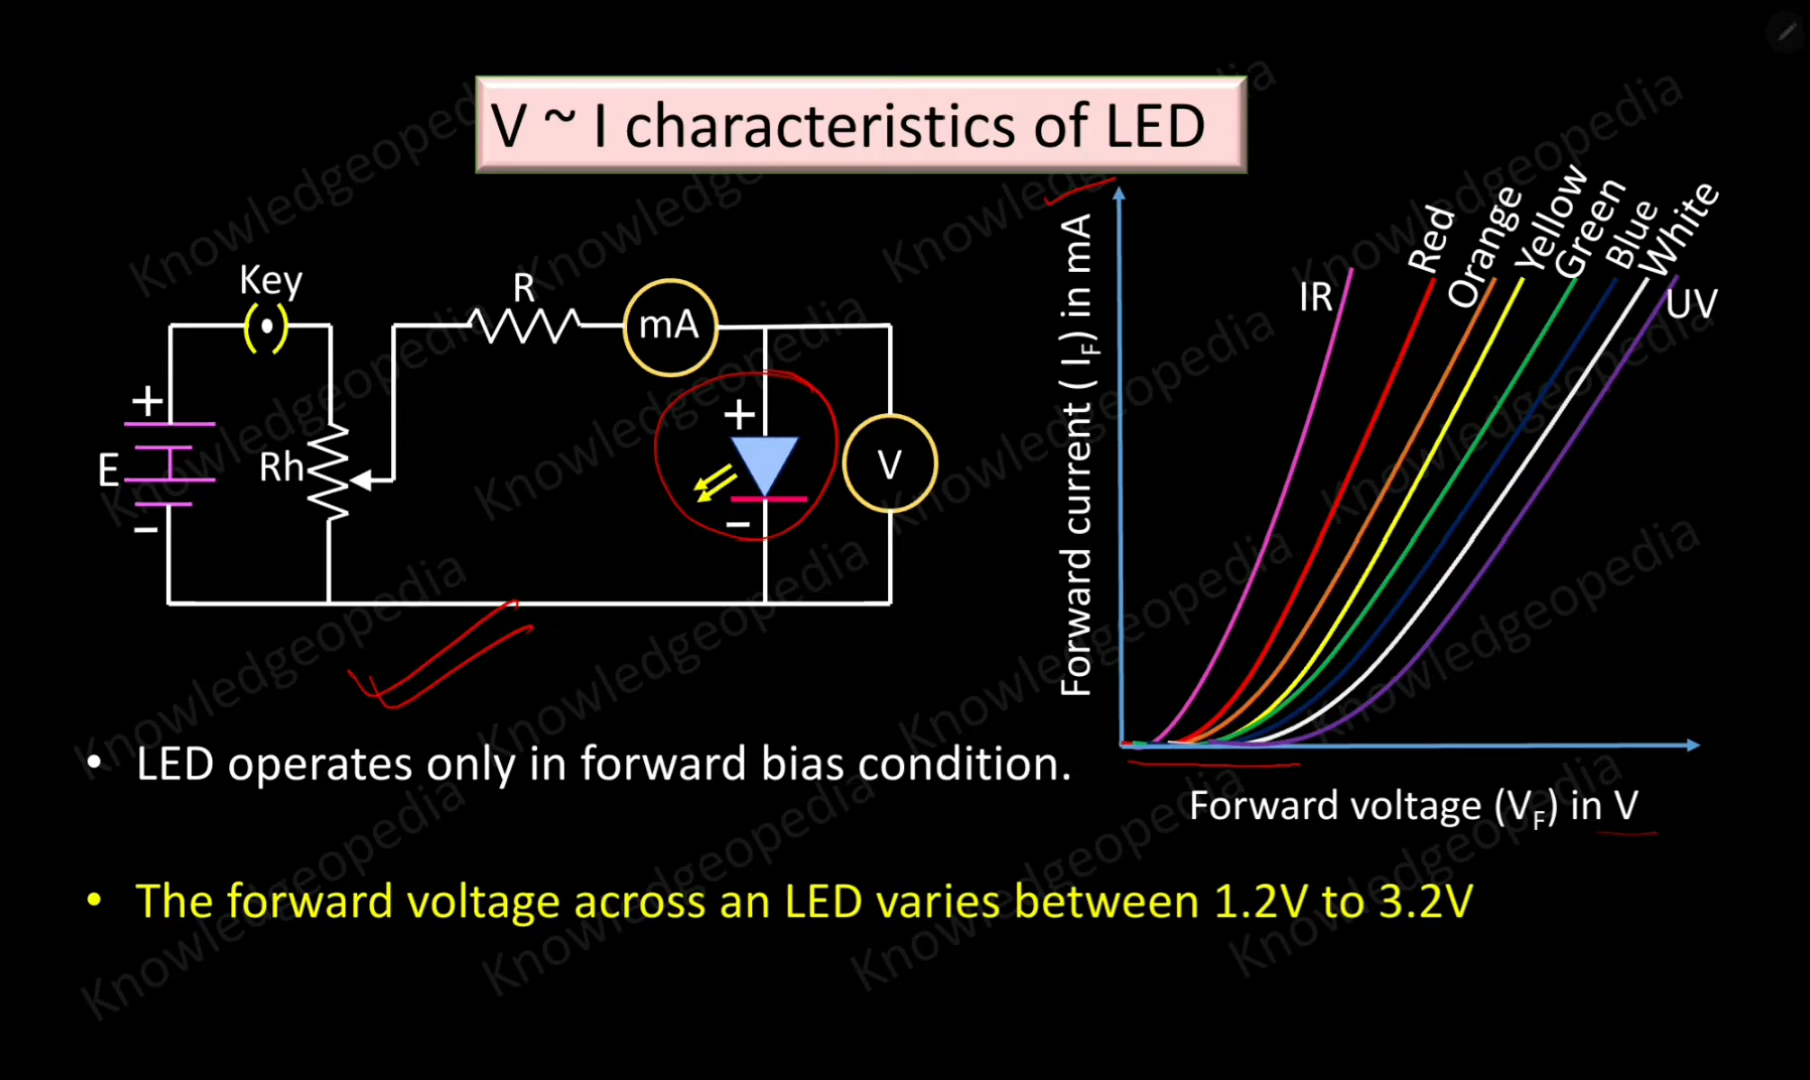 V ~ I characteristics of LED
Key
R
mA
+
E
Rh
−
+
−
V
Forward current ( I_F) in mA
IR
Red
Orange
Yellow
Green
Blue
White
UV
Forward voltage (V_F) in V
• LED operates only in forward bias condition.
• The forward voltage across an LED varies between 1.2V to 3.2V
Knowledgeopedia